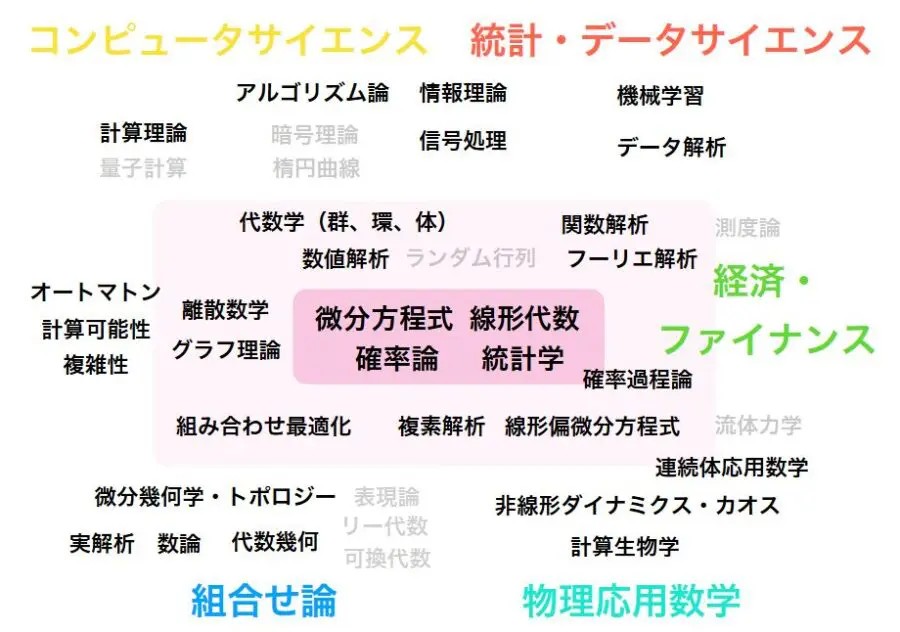 コンピュータサイエンス
統計・データサイエンス
アルゴリズム論
情報理論
機械学習
計算理論
暗号理論
信号処理
データ解析
量子計算
楕円曲線
代数学（群、環、体）
関数解析
測度論
数値解析
ランダム行列
フーリエ解析
経済・
ファイナンス
オートマトン
計算可能性
複雑性
離散数学
グラフ理論
微分方程式
線形代数
確率論
統計学
確率過程論
組み合わせ最適化
複素解析
線形偏微分方程式
流体力学
連続体応用数学
微分幾何学・トポロジー
表現論
非線形ダイナミクス・カオス
リー代数
実解析
数論
代数幾何
可換代数
計算生物学
組合せ論
物理応用数学